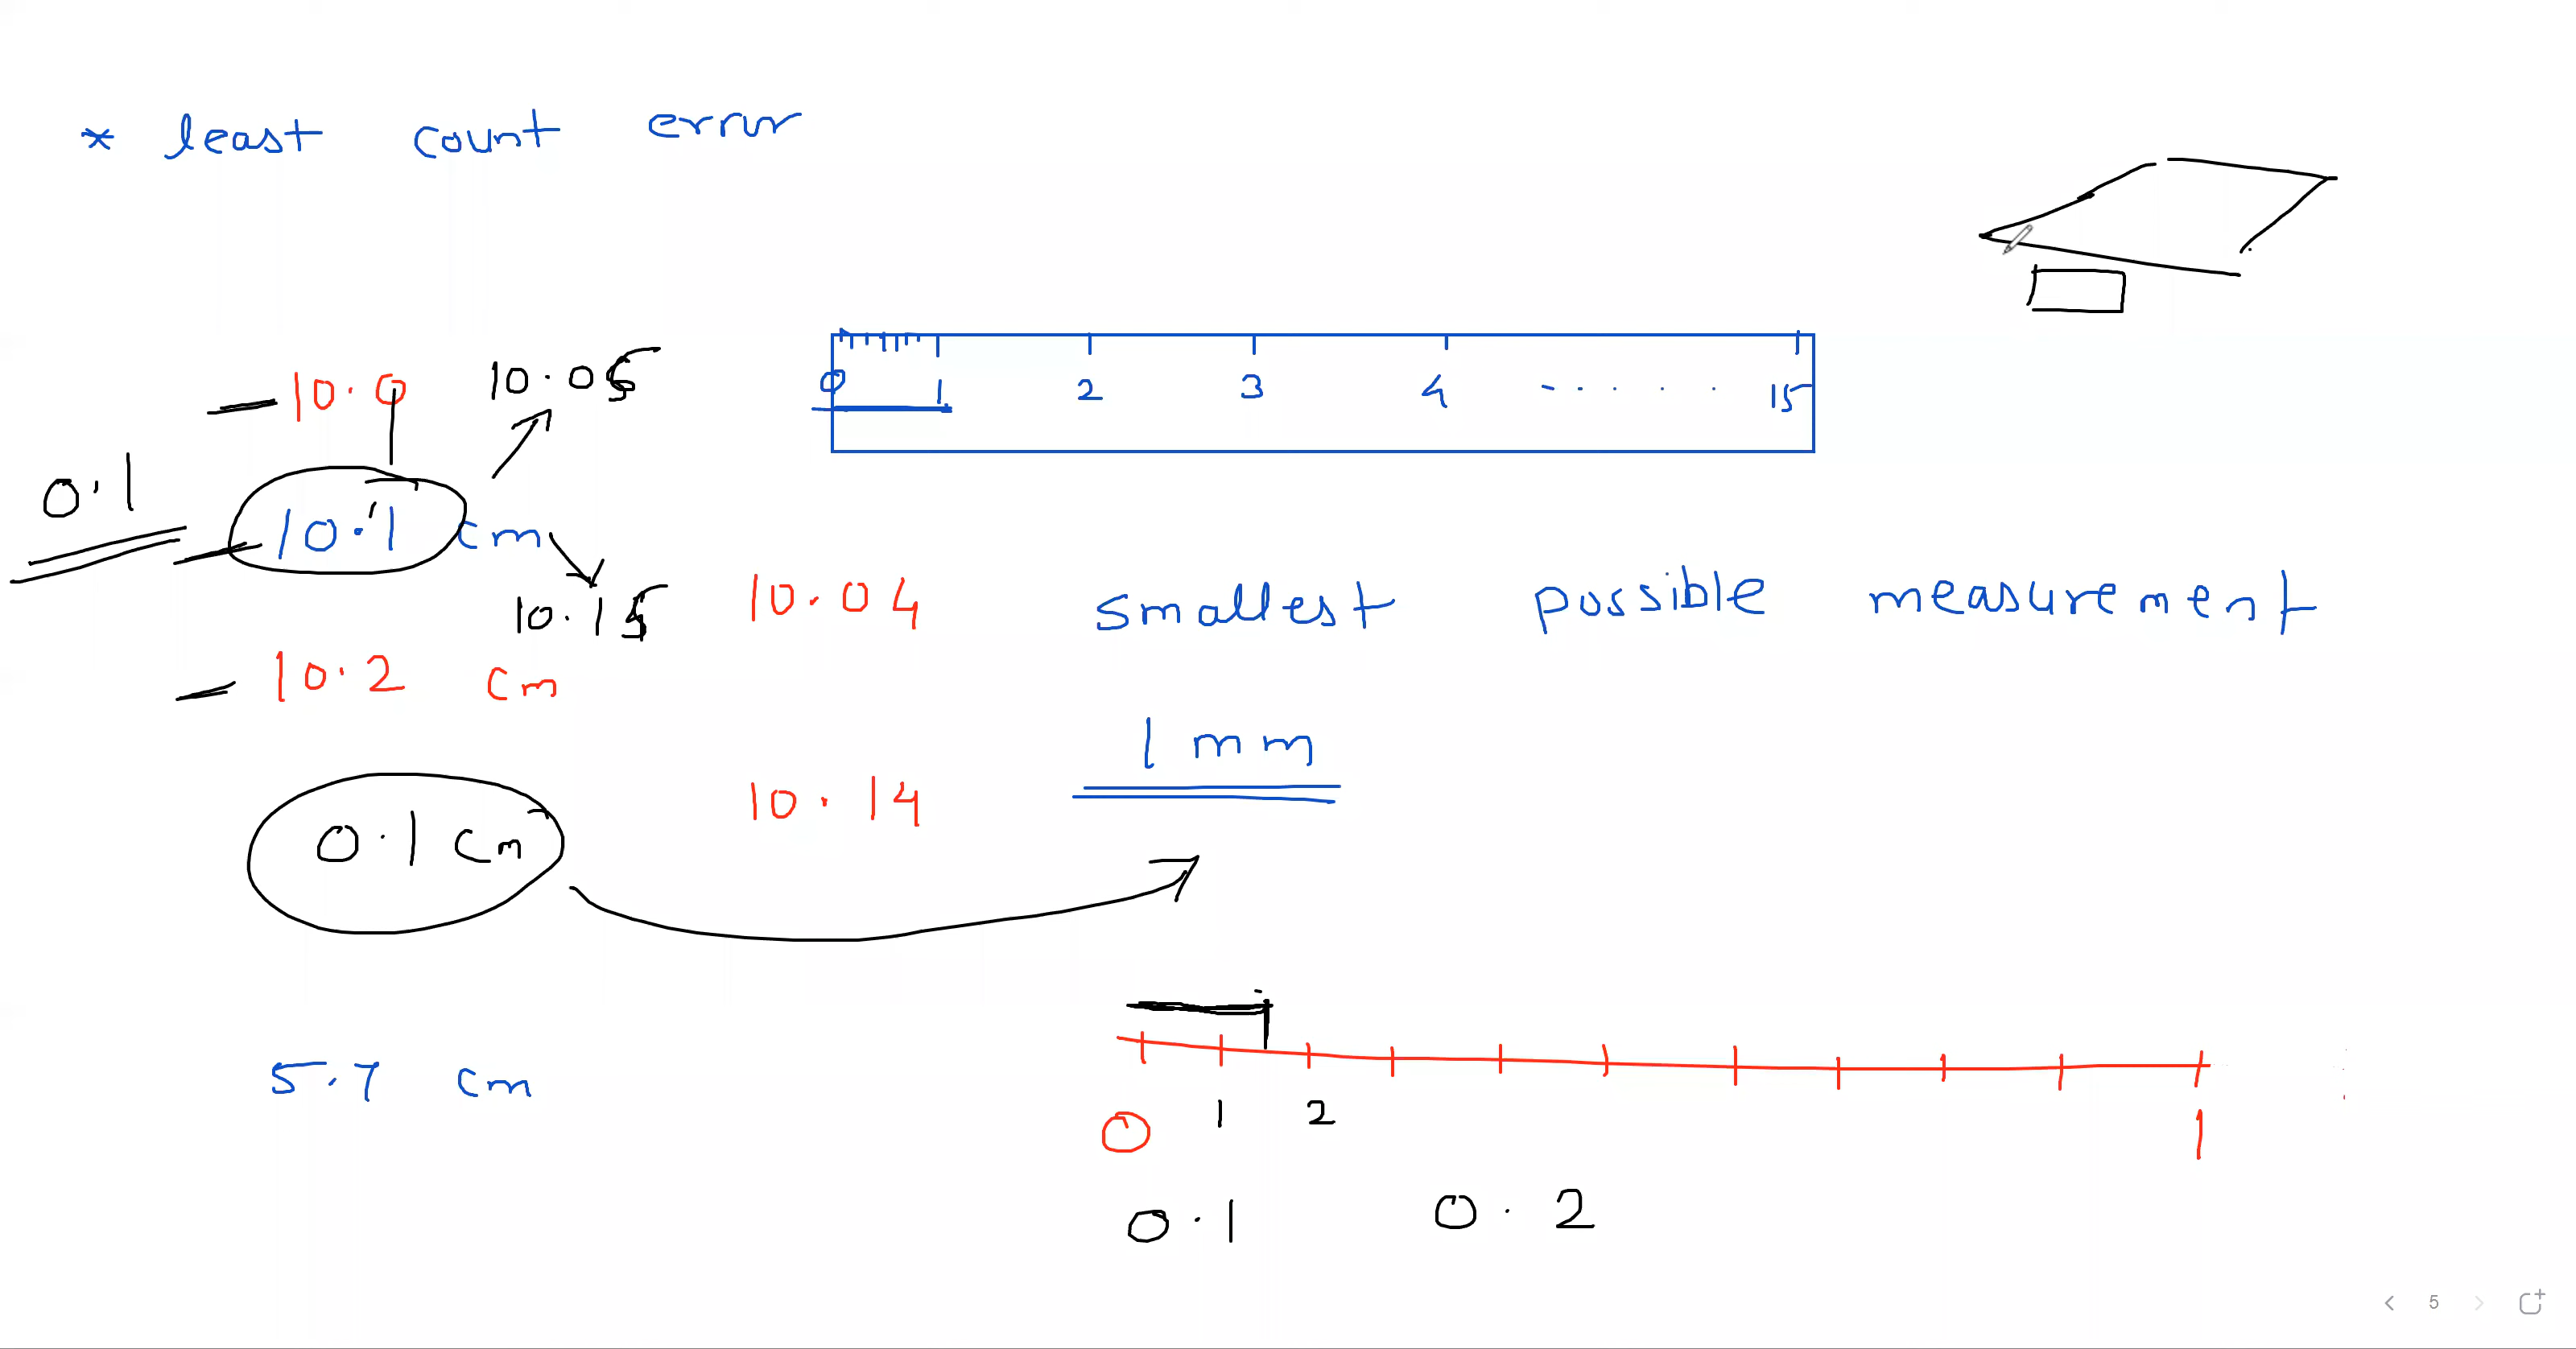 * least count error
10.0
10.05
0 1 2 3 4 - . . . . 15
0.1
10.1 cm
10.15
10.04
smallest possible measurement
10.2 cm
1 mm
10.14
0.1 cm
5.7 cm
0 1 2 1
0.1 0.2
5